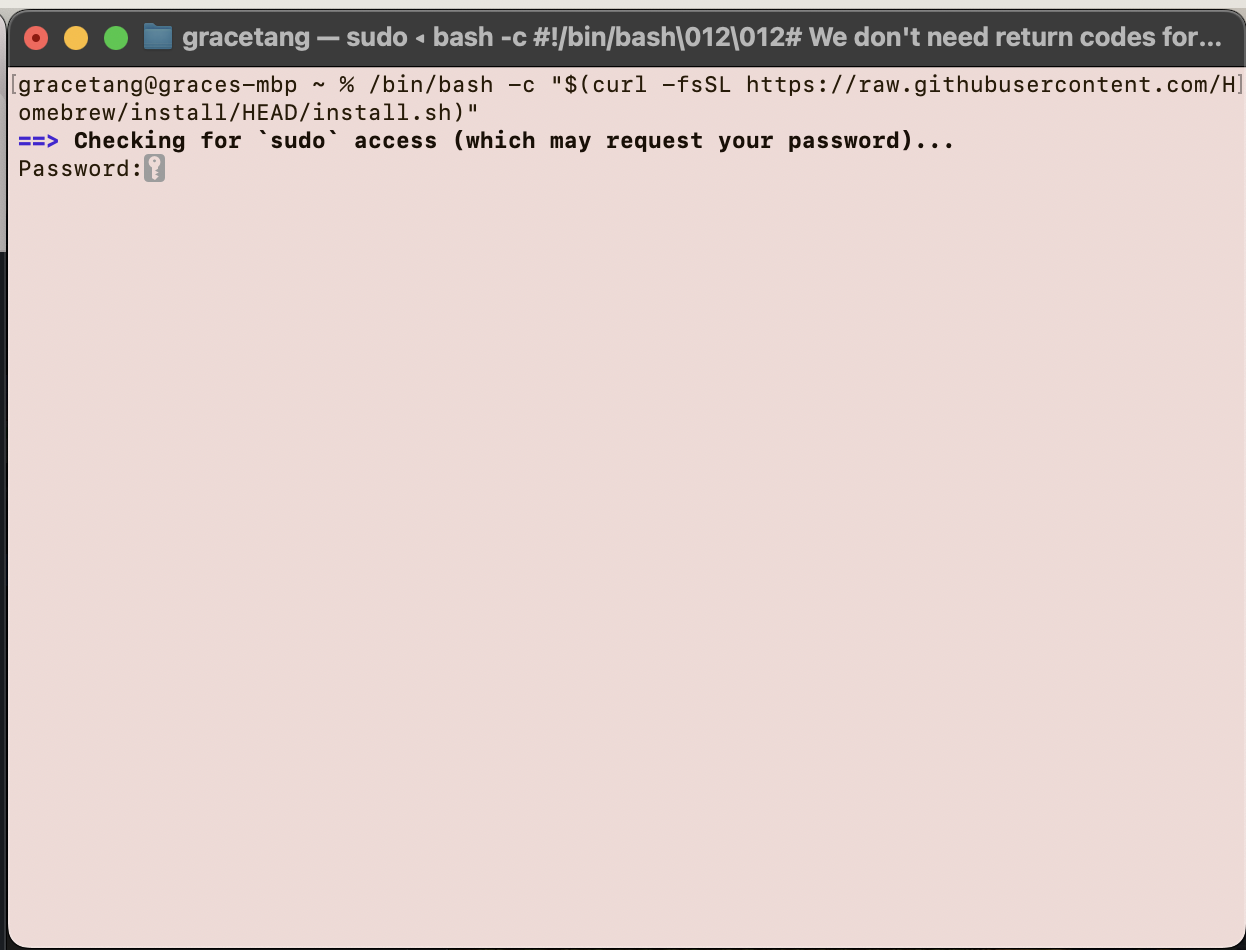 gracetang — sudo ◂ bash -c #!/bin/bash\012\012# We don't need return codes for...
[gracetang@graces-mbp ~ % /bin/bash -c "$(curl -fsSL https://raw.githubusercontent.com/H]
omebrew/install/HEAD/install.sh)"
==> Checking for `sudo` access (which may request your password)...
Password: